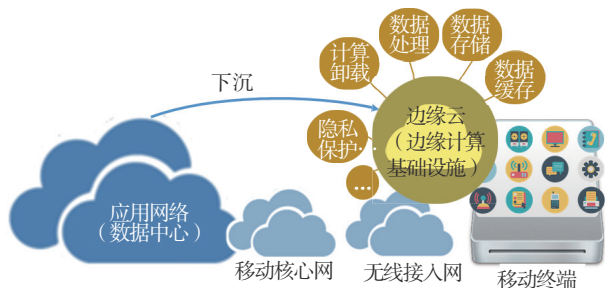 数据
处理
数据
存储
计算
卸载
数据
缓存
下沉
边缘云
（边缘计算
基础设施）
隐私
保护
...
应用网络
（数据中心）
移动核心网
无线接入网
移动终端